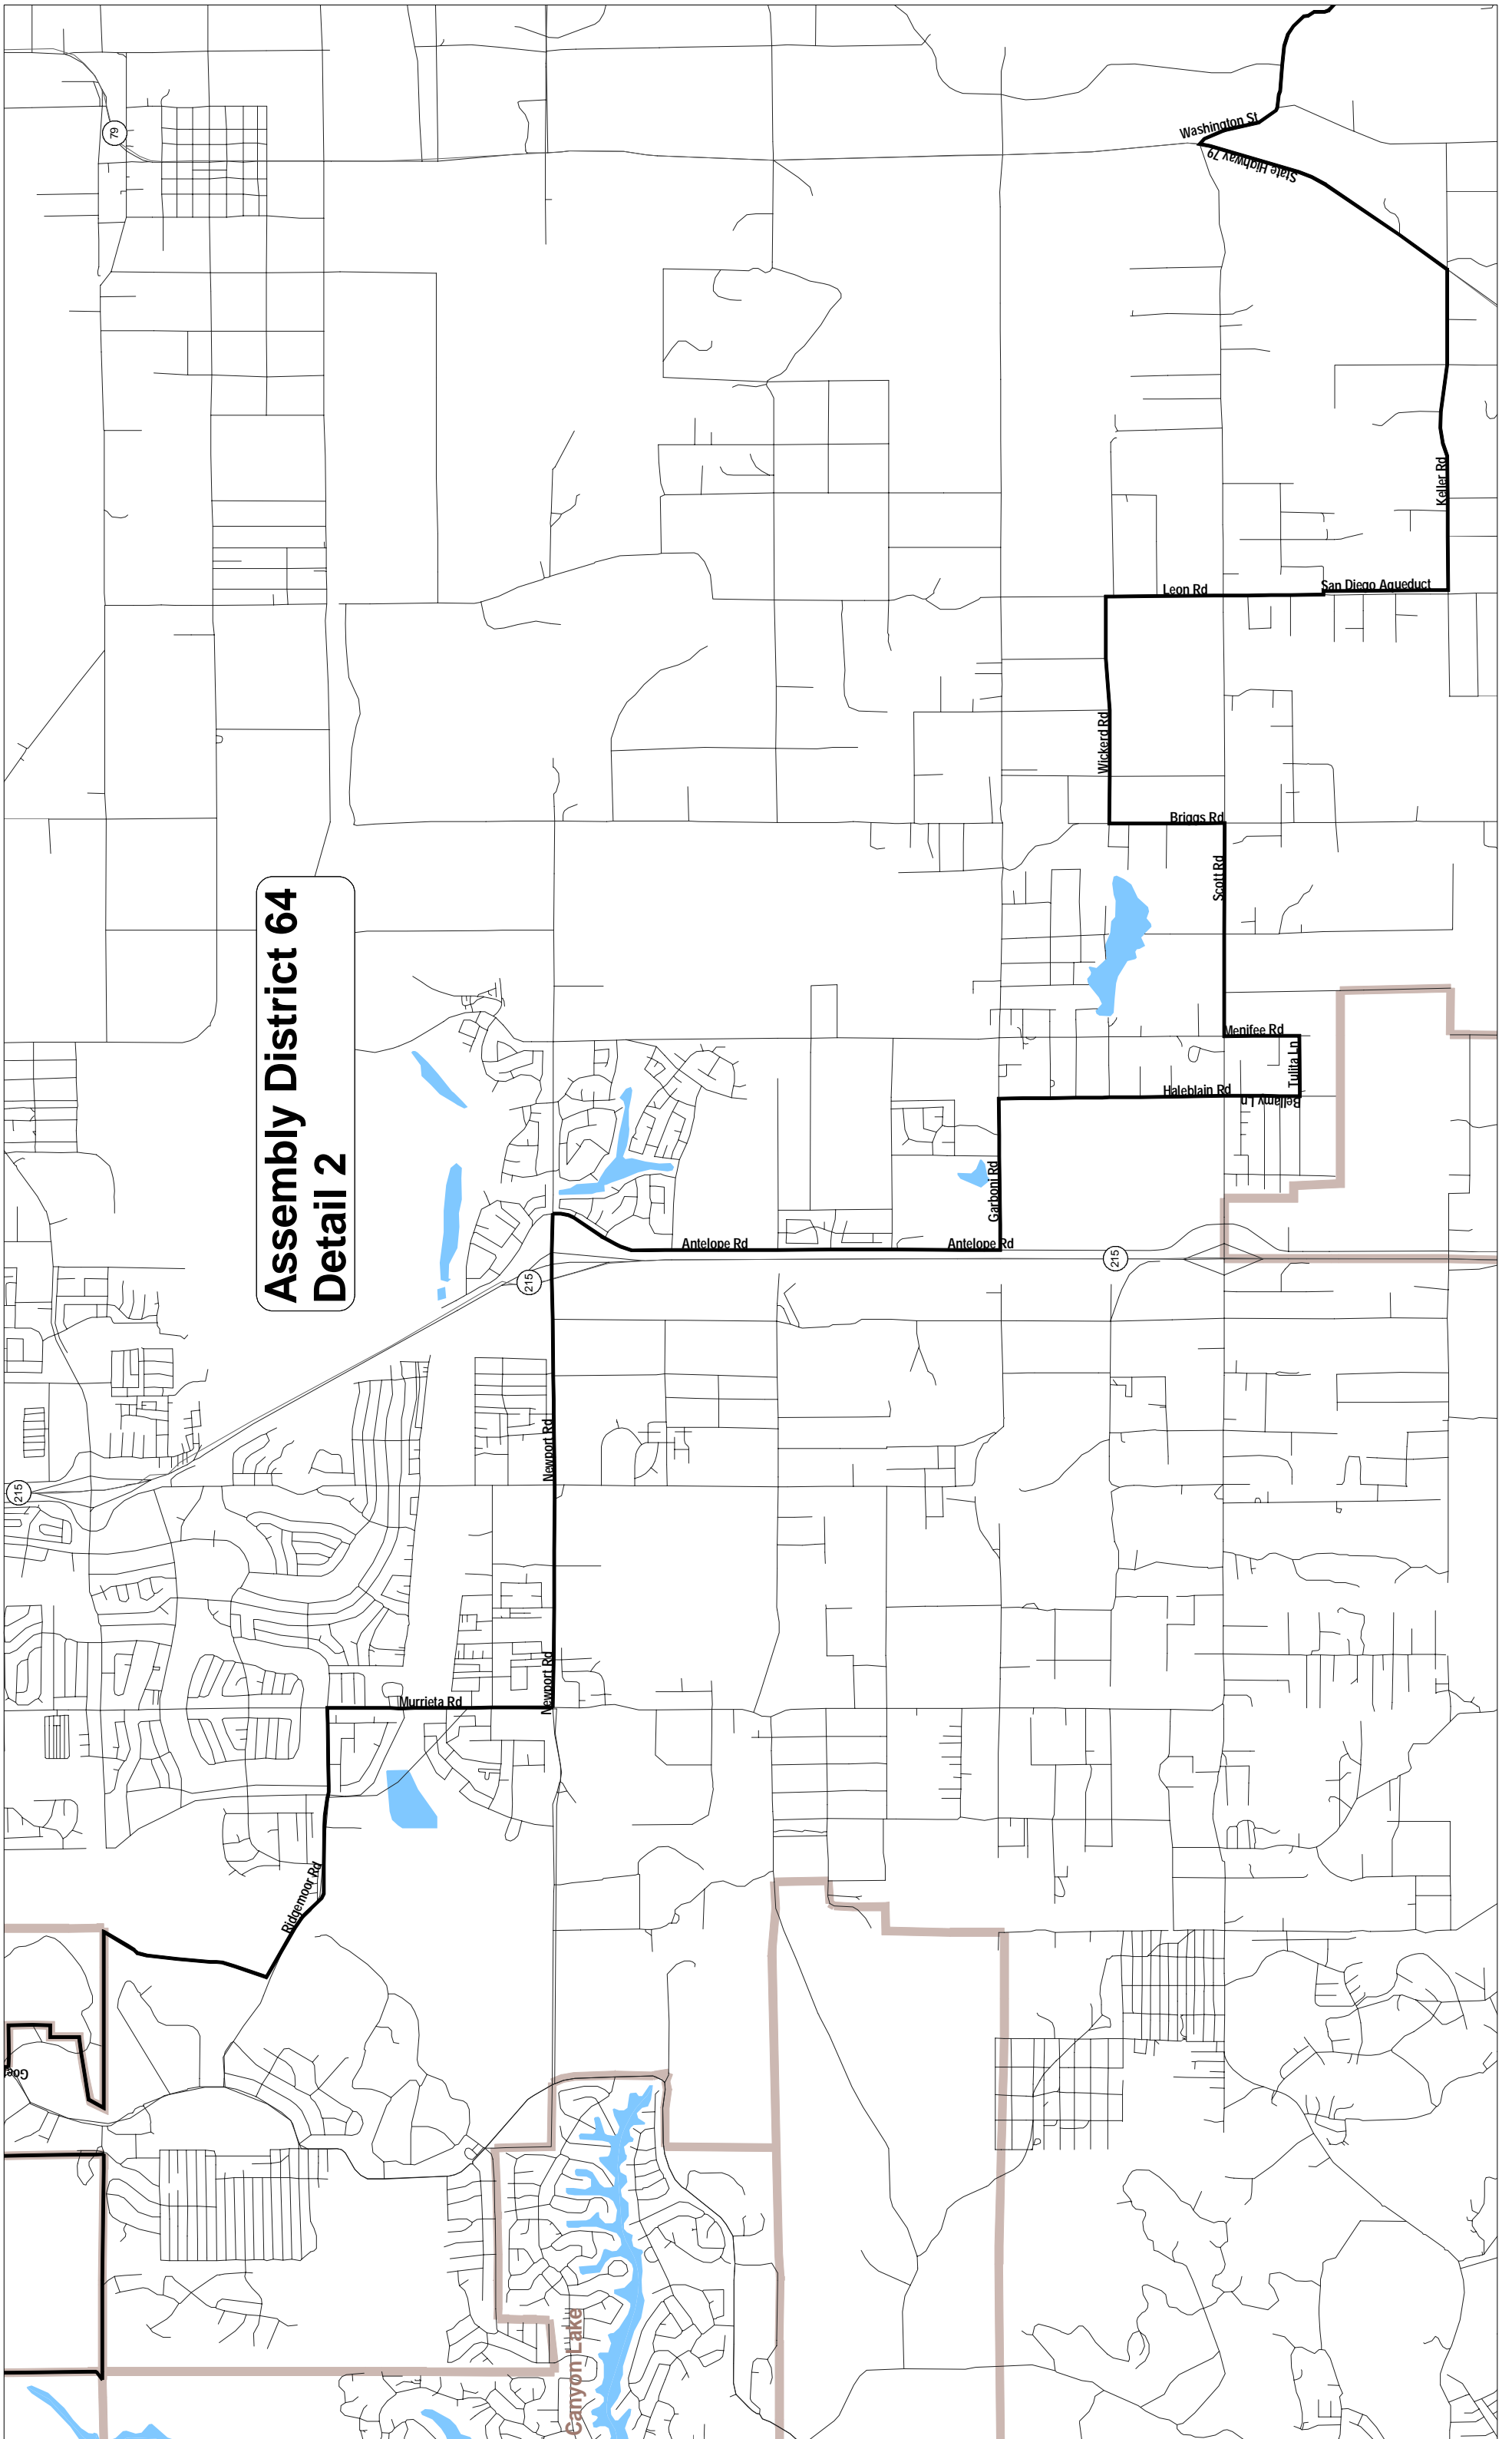 Assembly District 64
Detail 2
79
Washington St
State Highway 79
Keller Rd
San Diego Aqueduct
Leon Rd
Wickerd Rd
Briggs Rd
Scott Rd
Menifee Rd
Tulita Ln
Bellamy Ln
Haleblain Rd
Garboni Rd
Antelope Rd
Antelope Rd
215
215
215
Newport Rd
Newport Rd
Murrieta Rd
Ridgemoor Rd
Canyon Lake